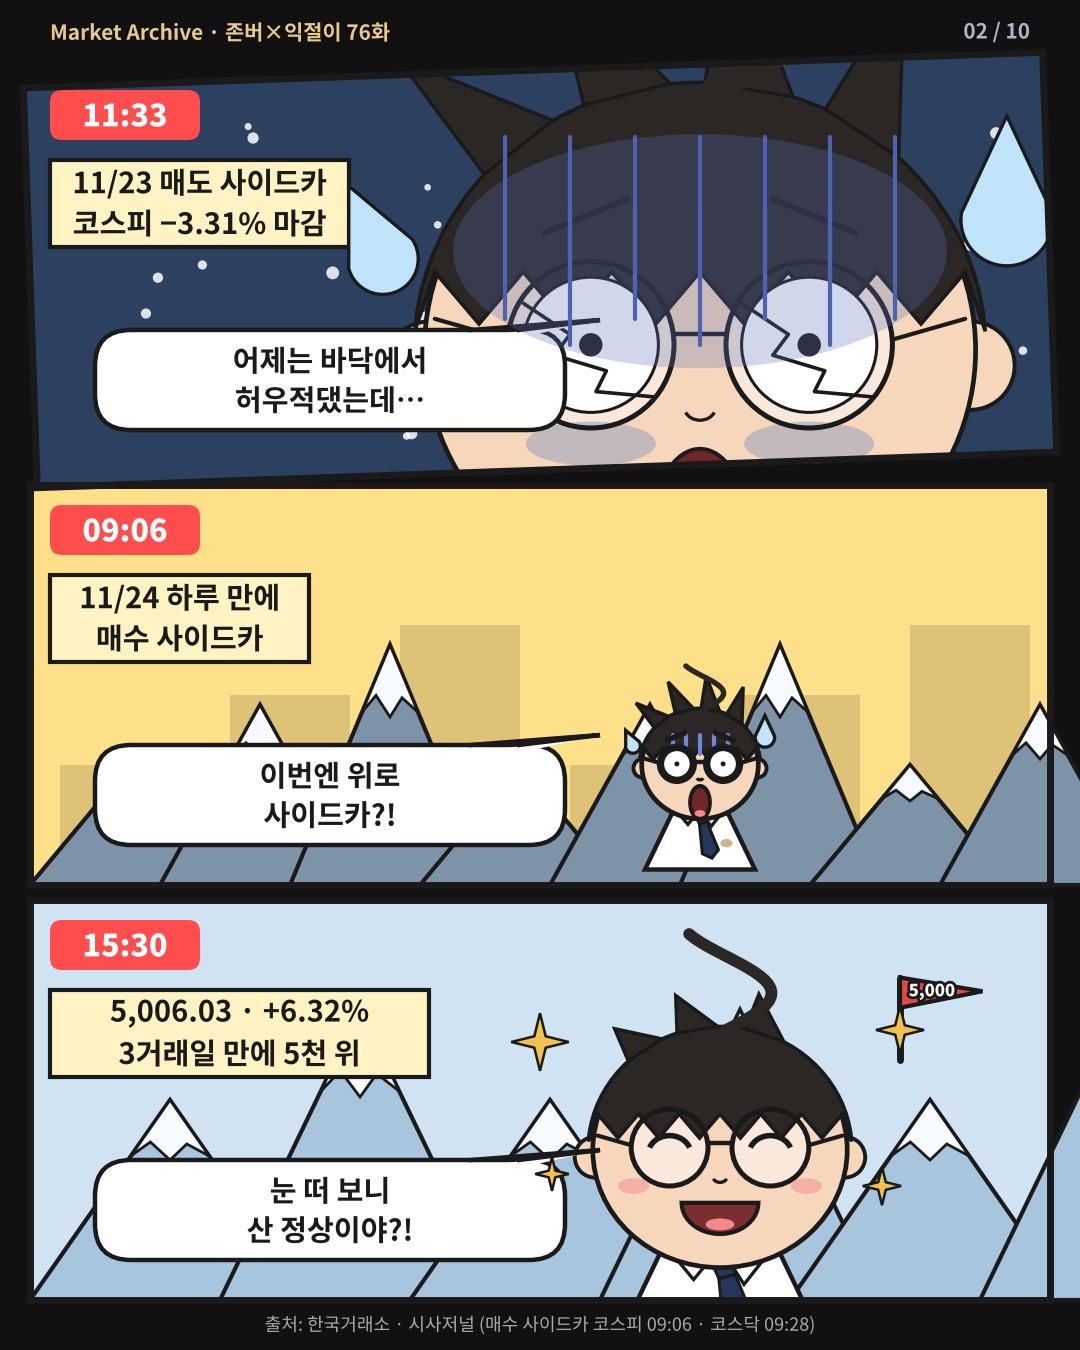 Market Archive · 존버×익절이 76화
02 / 10
11:33
11/23 매도 사이드카
코스피 −3.31% 마감
어제는 바닥에서
허우적댔는데…
09:06
11/24 하루 만에
매수 사이드카
이번엔 위로
사이드카?!
15:30
5,006.03 · +6.32%
3거래일 만에 5천 위
5,000
눈 떠 보니
산 정상이야?!
출처: 한국거래소 · 시사저널 (매수 사이드카 코스피 09:06 · 코스닥 09:28)